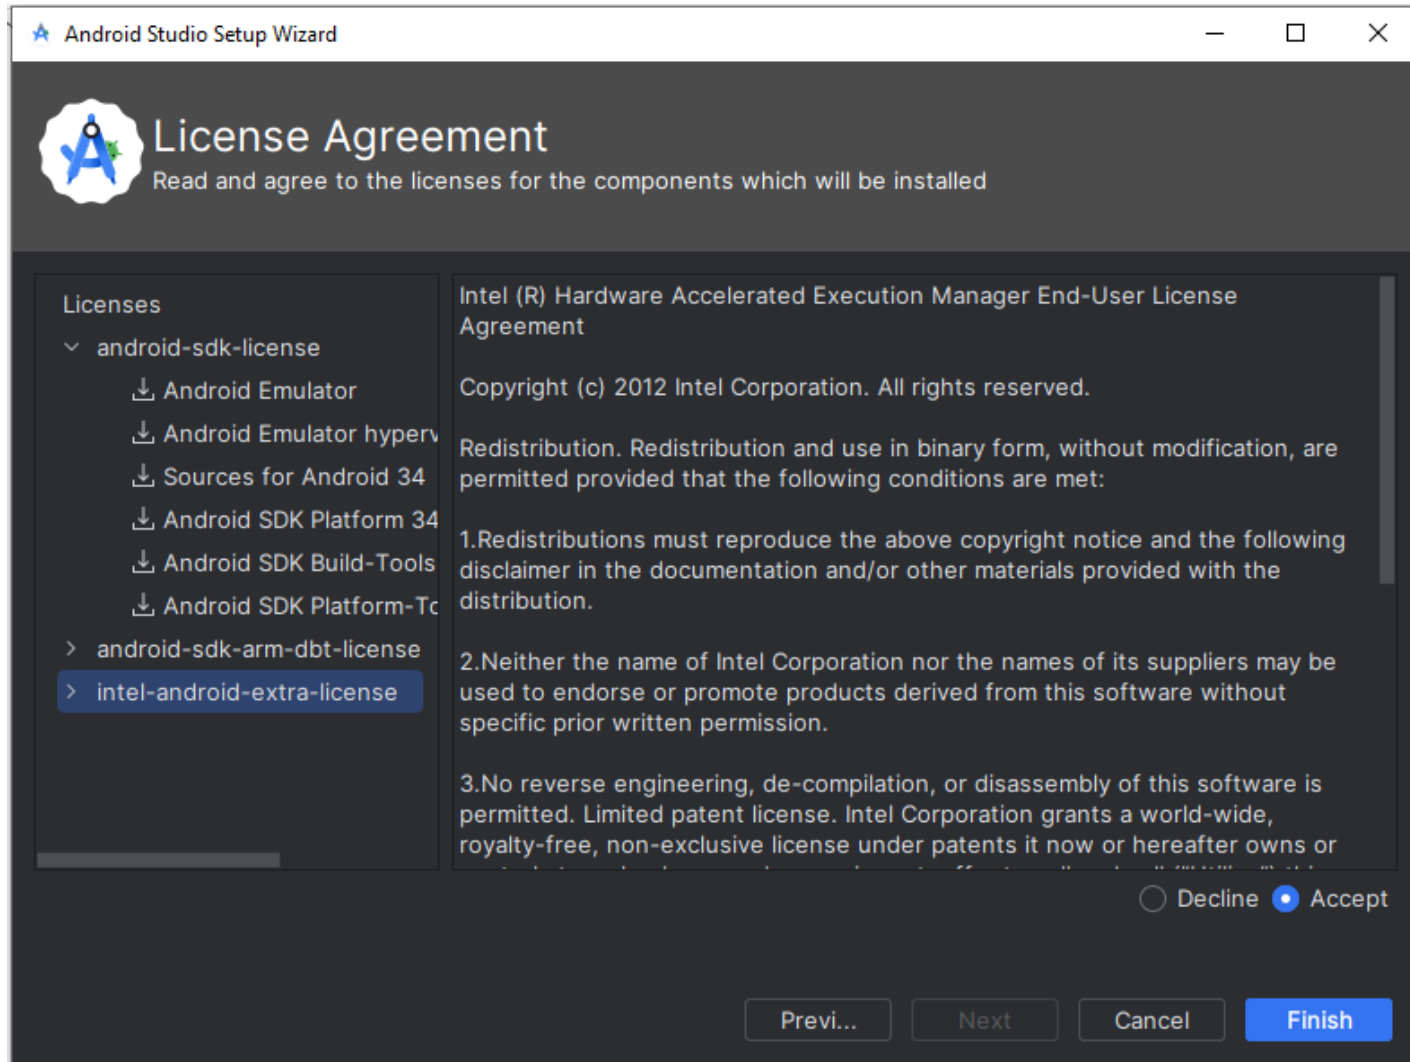 Android Studio Setup Wizard
License Agreement
Read and agree to the licenses for the components which will be installed
Licenses
android-sdk-license
Android Emulator
Android Emulator hyperv
Sources for Android 34
Android SDK Platform 34
Android SDK Build-Tools
Android SDK Platform-To
android-sdk-arm-dbt-license
intel-android-extra-license
Intel (R) Hardware Accelerated Execution Manager End-User License
Agreement
Copyright (c) 2012 Intel Corporation. All rights reserved.
Redistribution. Redistribution and use in binary form, without modification, are
permitted provided that the following conditions are met:
1.Redistributions must reproduce the above copyright notice and the following
disclaimer in the documentation and/or other materials provided with the
distribution.
2.Neither the name of Intel Corporation nor the names of its suppliers may be
used to endorse or promote products derived from this software without
specific prior written permission.
3.No reverse engineering, de-compilation, or disassembly of this software is
permitted. Limited patent license. Intel Corporation grants a world-wide,
royalty-free, non-exclusive license under patents it now or hereafter owns or
Decline Accept
Previ... Next Cancel Finish